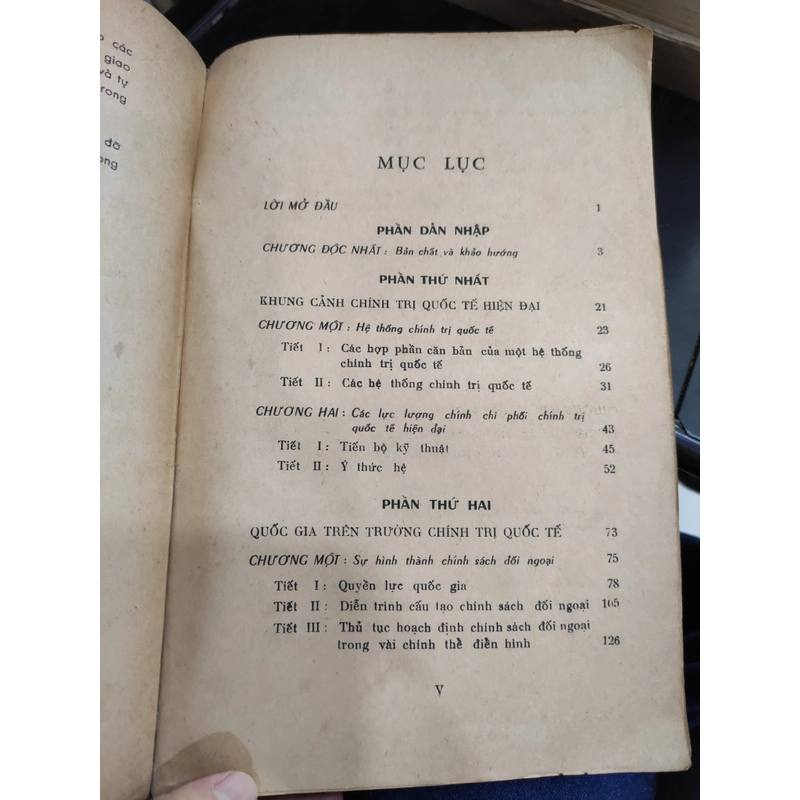 các
giao
và tự
rong
đỡ
ong
MỤC LỤC
LỜI MỞ ĐẦU 1
PHẦN DẪN NHẬP
CHƯƠNG ĐỘC NHẤT : Bản chất và khảo hướng 3
PHẦN THỨ NHẤT
KHUNG CẢNH CHÍNH TRỊ QUỐC TẾ HIỆN ĐẠI 21
CHƯƠNG MỘT : Hệ thống chính trị quốc tế 23
Tiết I : Các hợp phần căn bản của một hệ thống
chính trị quốc tế 26
Tiết II : Các hệ thống chính trị quốc tế 31
CHƯƠNG HAI : Các lực lượng chính chi phối chính trị
quốc tế hiện đại 43
Tiết I : Tiến bộ kỹ thuật 45
Tiết II : Ý thức hệ 52
PHẦN THỨ HAI
QUỐC GIA TRÊN TRƯỜNG CHÍNH TRỊ QUỐC TẾ 73
CHƯƠNG MỘT : Sự hình thành chính sách đối ngoại 75
Tiết I : Quyền lực quốc gia 78
Tiết II : Diễn trình cấu tạo chính sách đối ngoại 105
Tiết III : Thủ tục hoạch định chính sách đối ngoại
trong vài chính thể điển hình 126
V